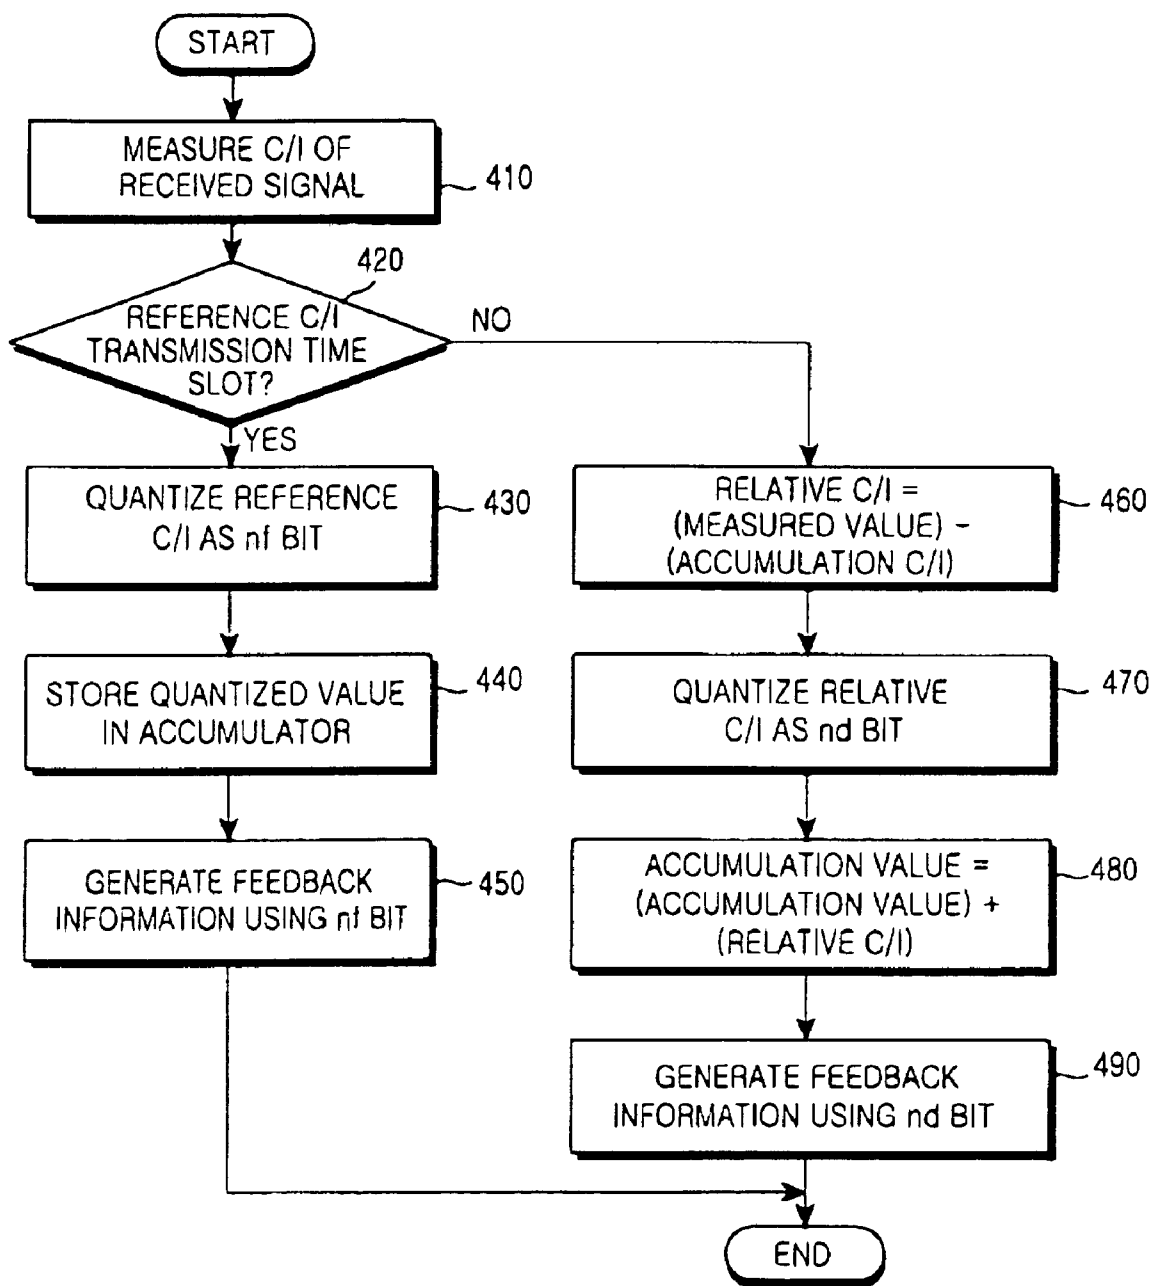 START
MEASURE C/I OF
RECEIVED SIGNAL
410
420
REFERENCE C/I
TRANSMISSION TIME
SLOT?
NO
YES
QUANTIZE REFERENCE
C/I AS nf BIT
430
STORE QUANTIZED VALUE
IN ACCUMULATOR
440
GENERATE FEEDBACK
INFORMATION USING nf BIT
450
RELATIVE C/I =
(MEASURED VALUE) -
(ACCUMULATION C/I)
460
QUANTIZE RELATIVE
C/I AS nd BIT
470
ACCUMULATION VALUE =
(ACCUMULATION VALUE) +
(RELATIVE C/I)
480
GENERATE FEEDBACK
INFORMATION USING nd BIT
490
END